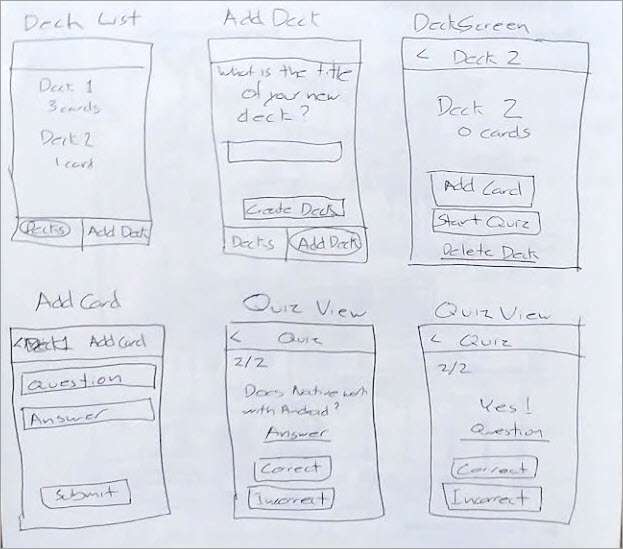 Deck List
Deck 1
3 cards
Deck 2
1 card
Decks
Add Deck
Add Deck
What is the title
of your new
deck?
Create Deck
Decks
Add Deck
DeckScreen
< Deck 2
Deck 2
0 cards
Add Card
Start Quiz
Delete Deck
Add Card
< Deck1 Add Card
Question
Answer
Submit
Quiz View
< Quiz
2/2
Does Native work
with Android?
Answer
Correct
Incorrect
Quiz View
< Quiz
2/2
Yes!
Question
Correct
Incorrect